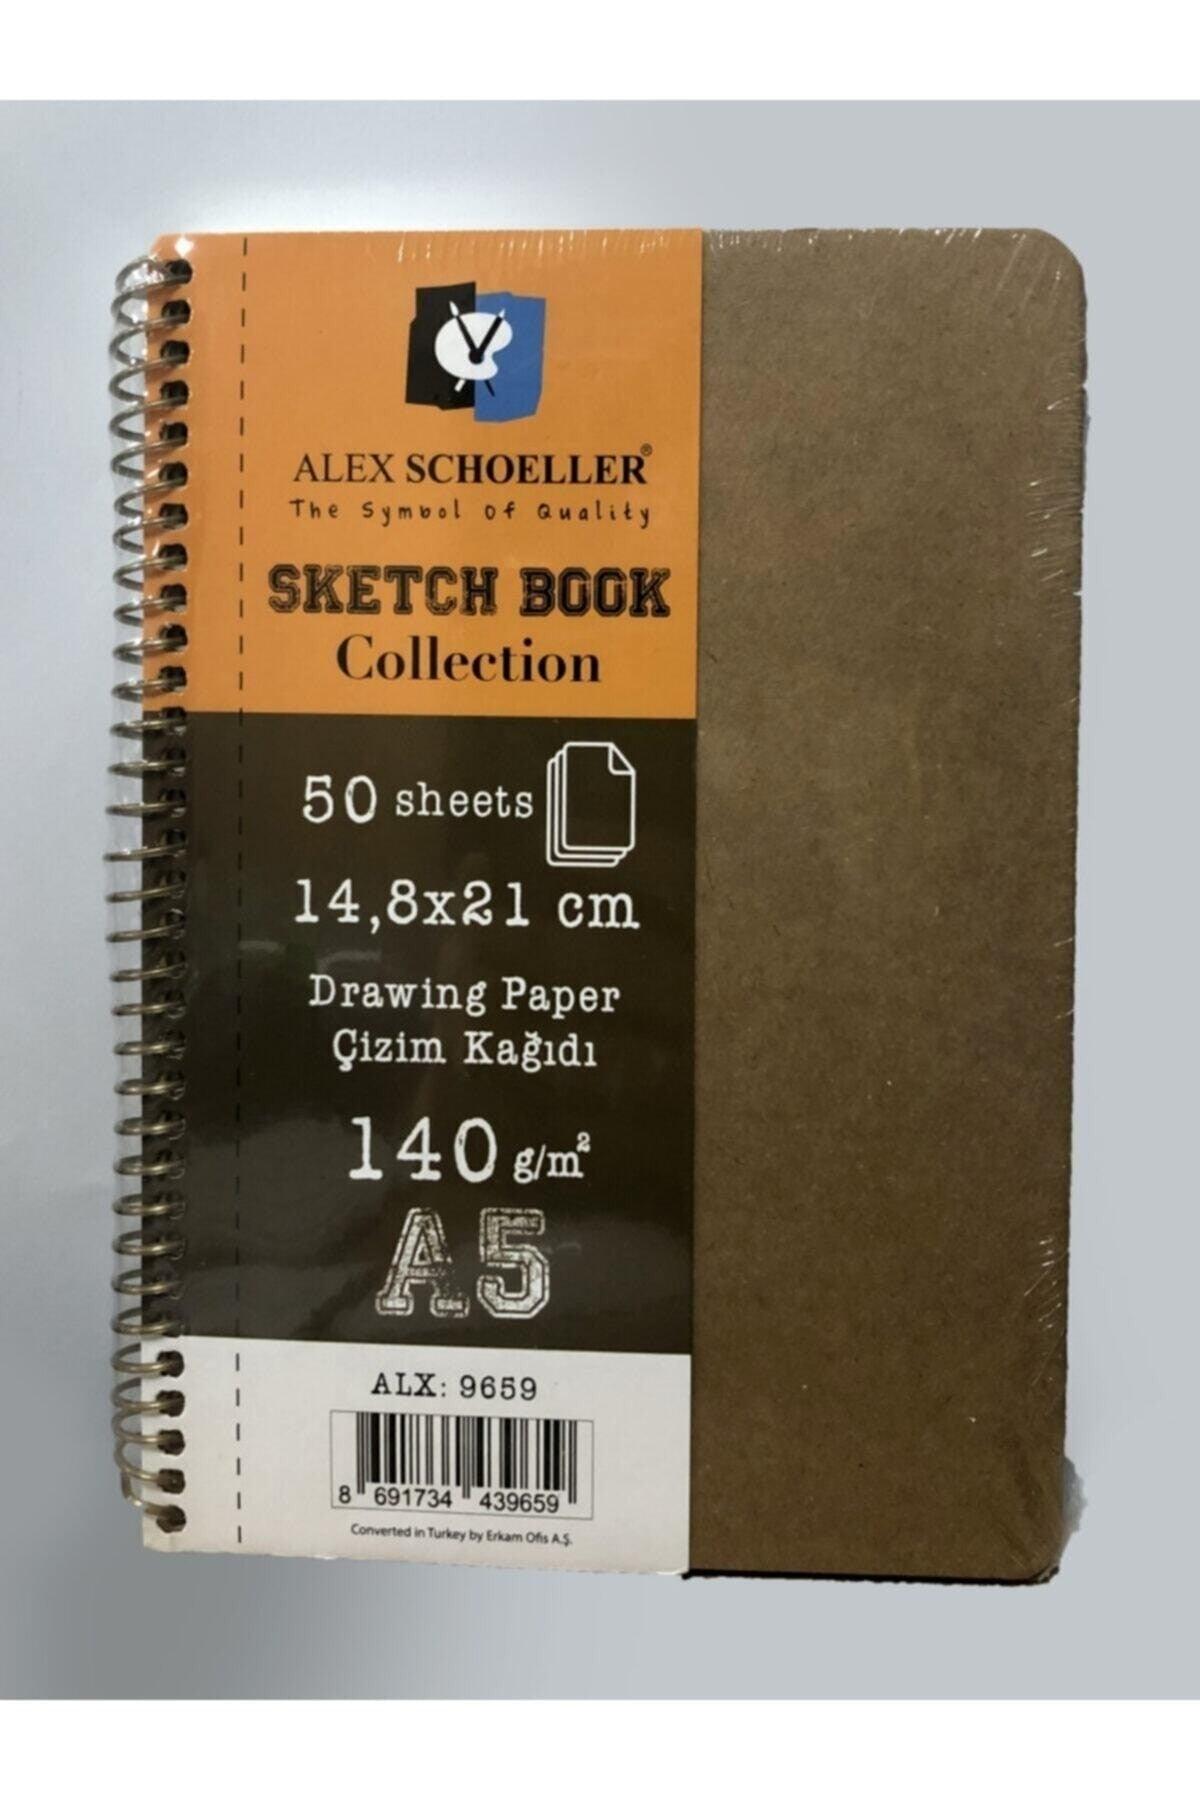 ALEX SCHOELLER®
The Symbol Of Quality
SKETCH BOOK
Collection
50 sheets
14,8x21 cm
Drawing Paper
Çizim Kağıdı
140 g/m²
A5
ALX: 9659
8 691734 439659
Converted in Turkey by Erkam Ofis A.Ş.